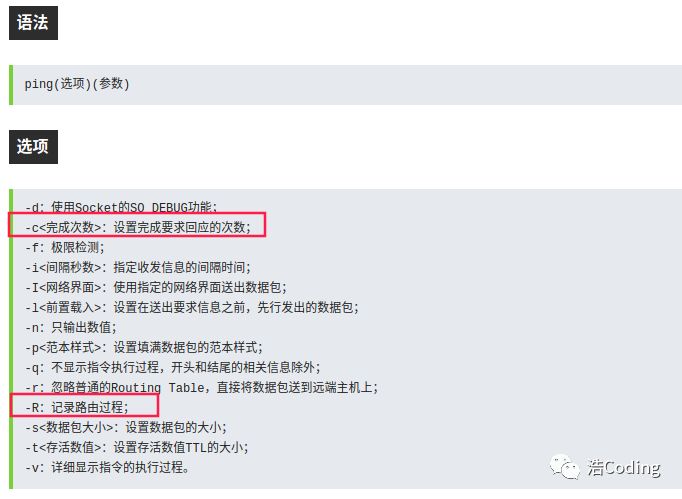 语法
ping(选项)(参数)
选项
-d：使用Socket的SO_DEBUG功能；
-c<完成次数>：设置完成要求回应的次数；
-f：极限检测；
-i<间隔秒数>：指定收发信息的间隔时间；
-I<网络界面>：使用指定的网络界面送出数据包；
-l<前置载入>：设置在送出要求信息之前，先行发出的数据包；
-n：只输出数值；
-p<范本样式>：设置填满数据包的范本样式；
-q：不显示指令执行过程，开头和结尾的相关信息除外；
-r：忽略普通的Routing Table，直接将数据包送到远端主机上；
-R：记录路由过程；
-s<数据包大小>：设置数据包的大小；
-t<存活数值>：设置存活数值TTL的大小；
-v：详细显示指令的执行过程。
浩Coding